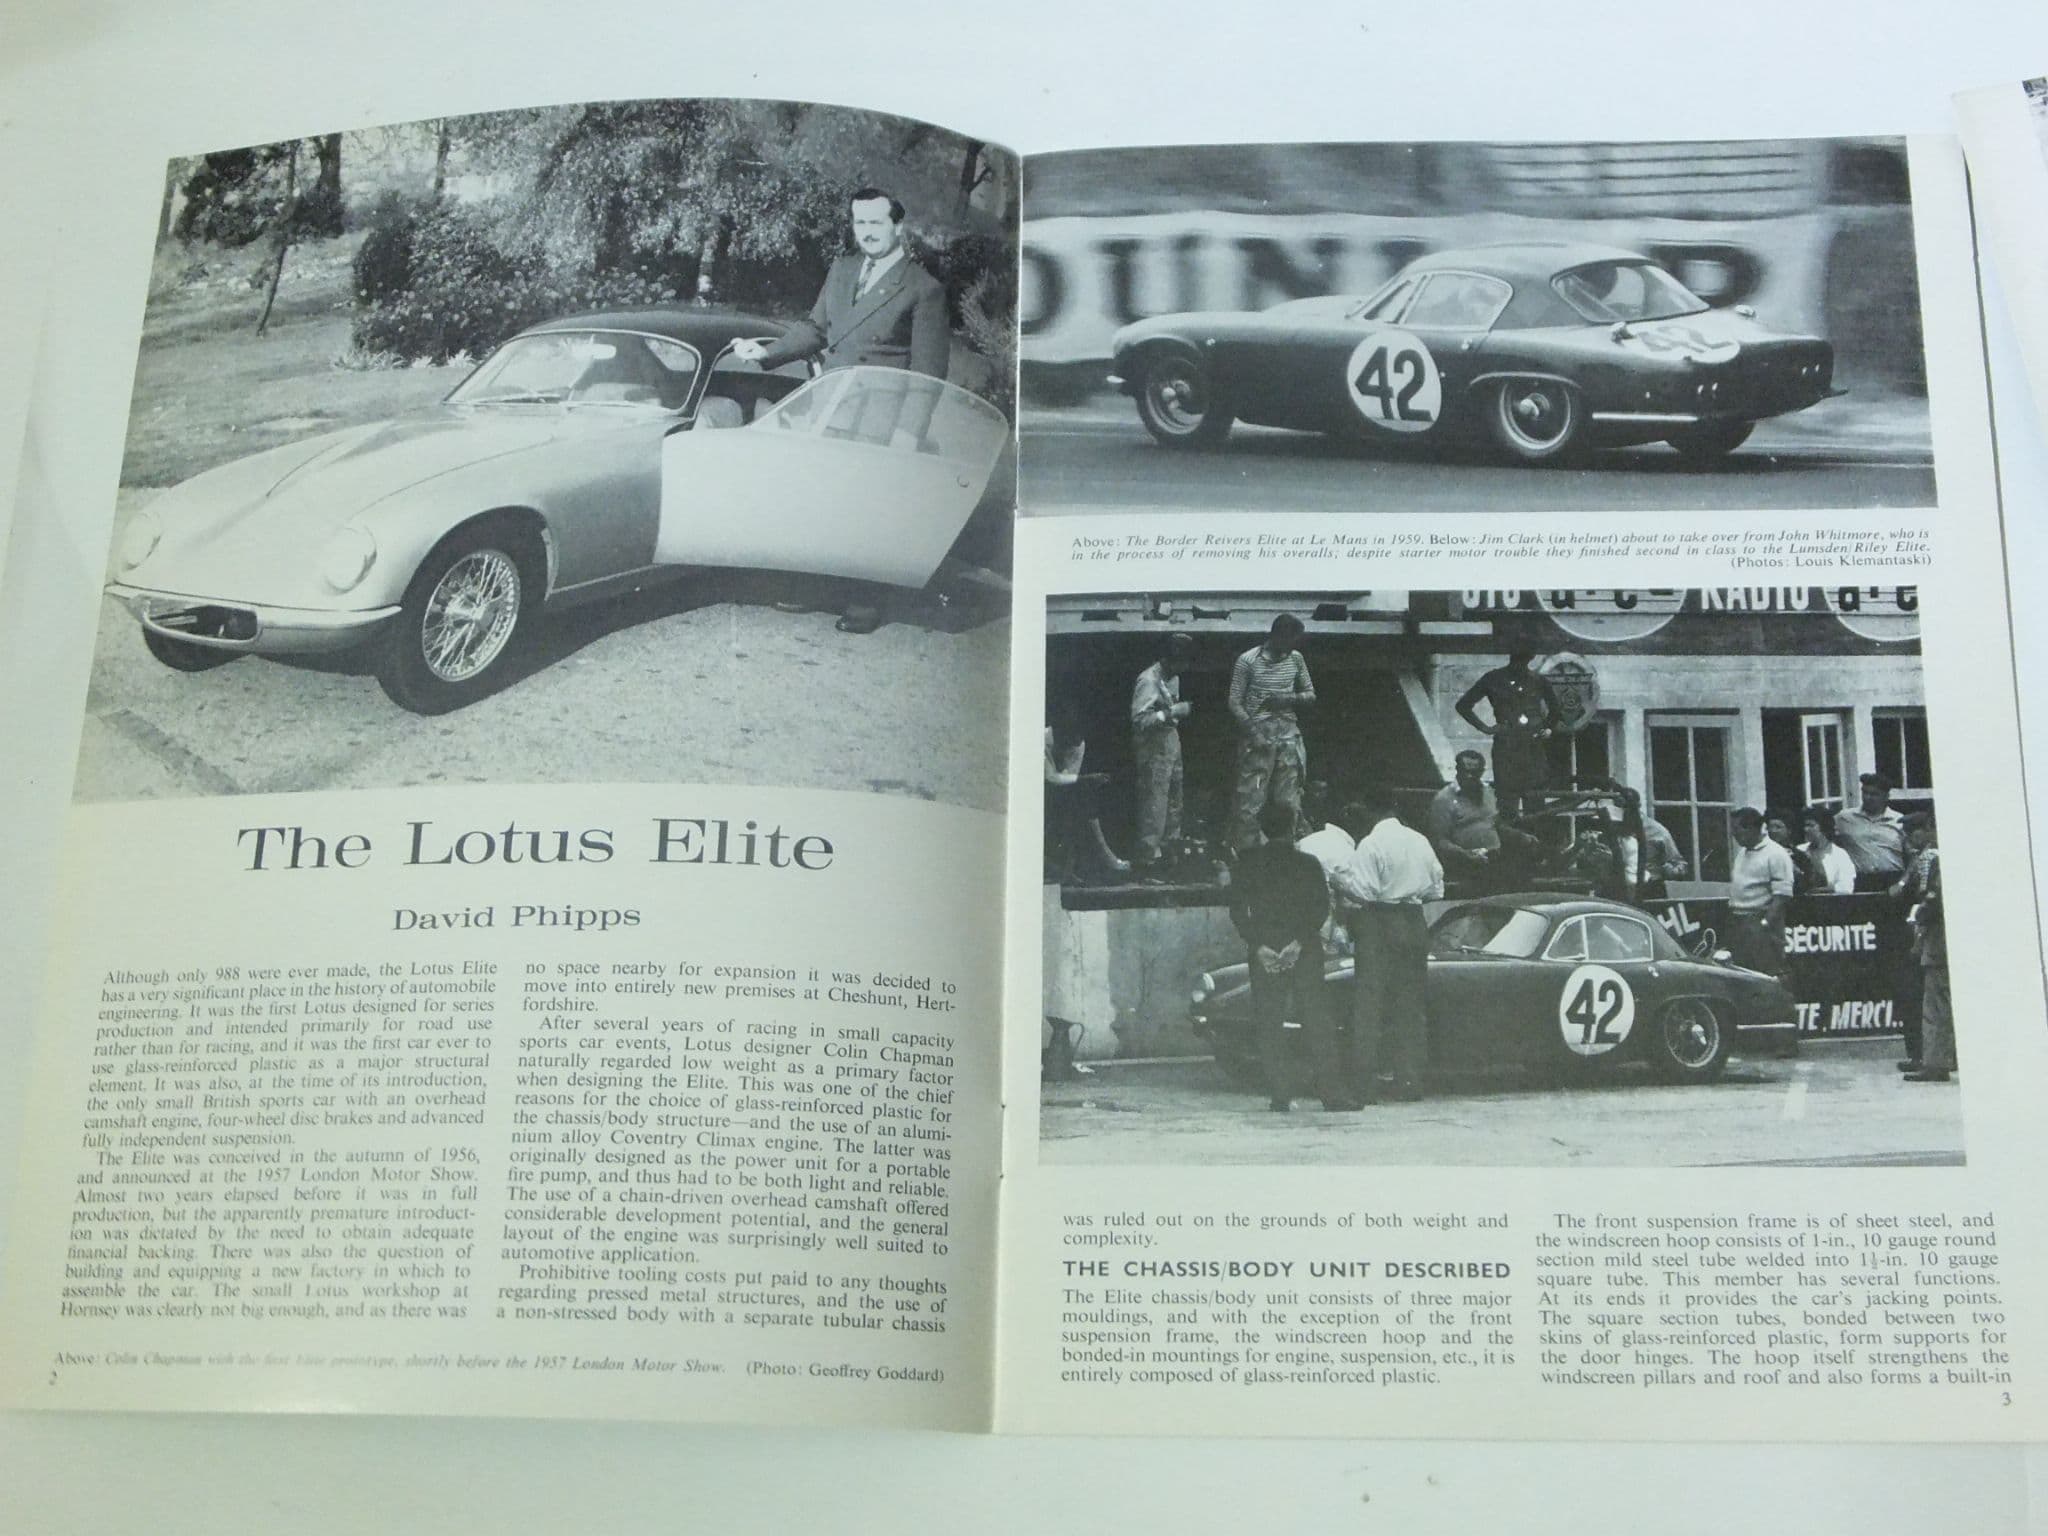 The Lotus Elite
David Phipps
Although only 988 were ever made, the Lotus Elite
has a very significant place in the history of automobile
engineering. It was the first Lotus designed for series
production and intended primarily for road use
rather than for racing, and it was the first car ever to
use glass-reinforced plastic as a major structural
element. It was also, at the time of its introduction,
the only small British sports car with an overhead
camshaft engine, four-wheel disc brakes and advanced
fully independent suspension.
The Elite was conceived in the autumn of 1956,
and announced at the 1957 London Motor Show.
Almost two years elapsed before it was in full
production, but the apparently premature introduct-
ion was dictated by the need to obtain adequate
financial backing. There was also the question of
building and equipping a new factory in which to
assemble the car. The small Lotus workshop at
Hornsey was clearly not big enough, and as there was
no space nearby for expansion it was decided to
move into entirely new premises at Cheshunt, Hert-
fordshire.
After several years of racing in small capacity
sports car events, Lotus designer Colin Chapman
naturally regarded low weight as a primary factor
when designing the Elite. This was one of the chief
reasons for the choice of glass-reinforced plastic for
the chassis/body structure—and the use of an alumi-
nium alloy Coventry Climax engine. The latter was
originally designed as the power unit for a portable
fire pump, and thus had to be both light and reliable.
The use of a chain-driven overhead camshaft offered
considerable development potential, and the general
layout of the engine was surprisingly well suited to
automotive application.
Prohibitive tooling costs put paid to any thoughts
regarding pressed metal structures, and the use of
a non-stressed body with a separate tubular chassis
Above: Colin Chapman with the first Elite prototype, shortly before the 1957 London Motor Show. (Photo: Geoffrey Goddard)
2
42
Above: The Border Reivers Elite at Le Mans in 1959. Below: Jim Clark (in helmet) about to take over from John Whitmore, who is
in the process of removing his overalls; despite starter motor trouble they finished second in class to the Lumsden/Riley Elite.
(Photos: Louis Klemantaski)
RADIO
SÉCURITÉ
42
TE, MERCI..
was ruled out on the grounds of both weight and
complexity.
THE CHASSIS/BODY UNIT DESCRIBED
The Elite chassis/body unit consists of three major
mouldings, and with the exception of the front
suspension frame, the windscreen hoop and the
bonded-in mountings for engine, suspension, etc., it is
entirely composed of glass-reinforced plastic.
The front suspension frame is of sheet steel, and
the windscreen hoop consists of 1-in., 10 gauge round
section mild steel tube welded into 1½-in. 10 gauge
square tube. This member has several functions.
At its ends it provides the car's jacking points.
The square section tubes, bonded between two
skins of glass-reinforced plastic, form supports for
the door hinges. The hoop itself strengthens the
windscreen pillars and roof and also forms a built-in
3